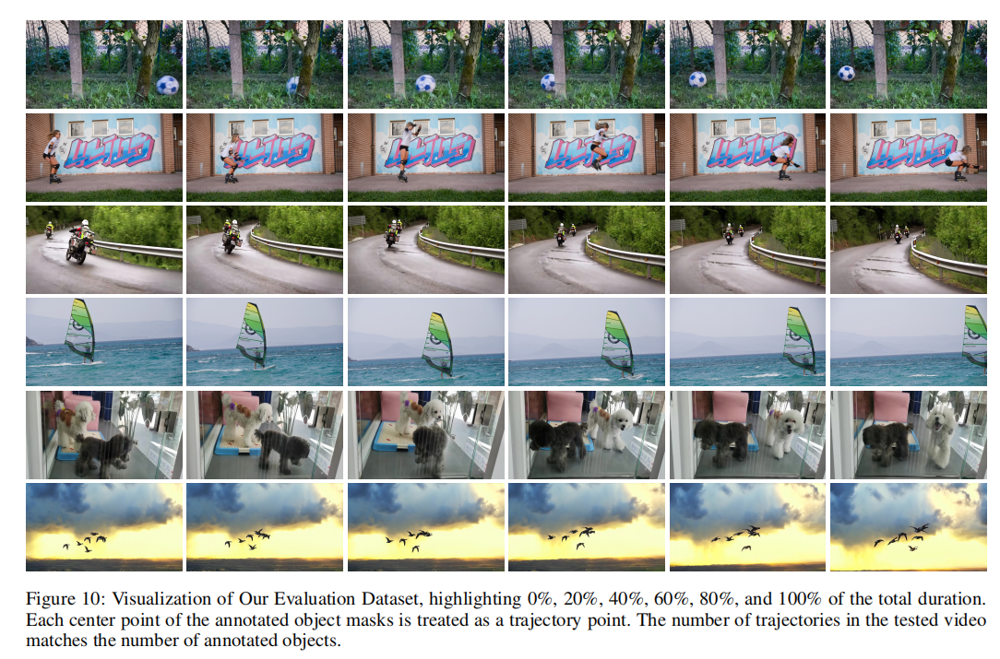 Figure 10: Visualization of Our Evaluation Dataset, highlighting 0%, 20%, 40%, 60%, 80%, and 100% of the total duration.
Each center point of the annotated object masks is treated as a trajectory point. The number of trajectories in the tested video
matches the number of annotated objects.